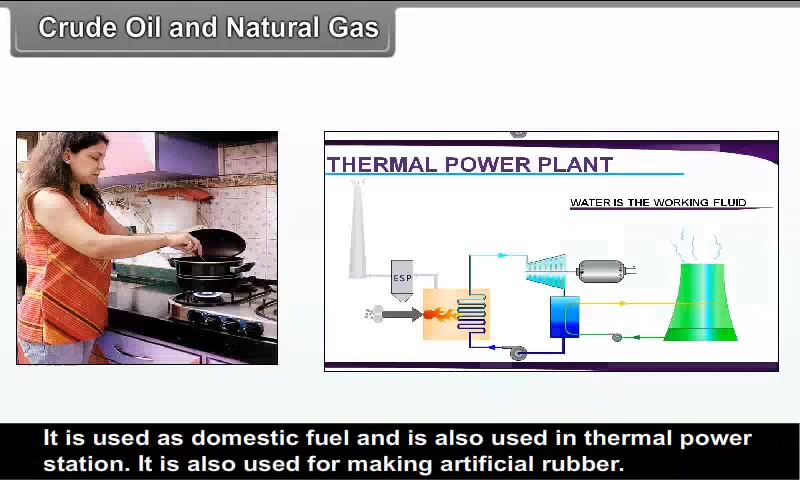 Crude Oil and Natural Gas
THERMAL POWER PLANT
WATER IS THE WORKING FLUID
ESP
It is used as domestic fuel and is also used in thermal power
station. It is also used for making artificial rubber.